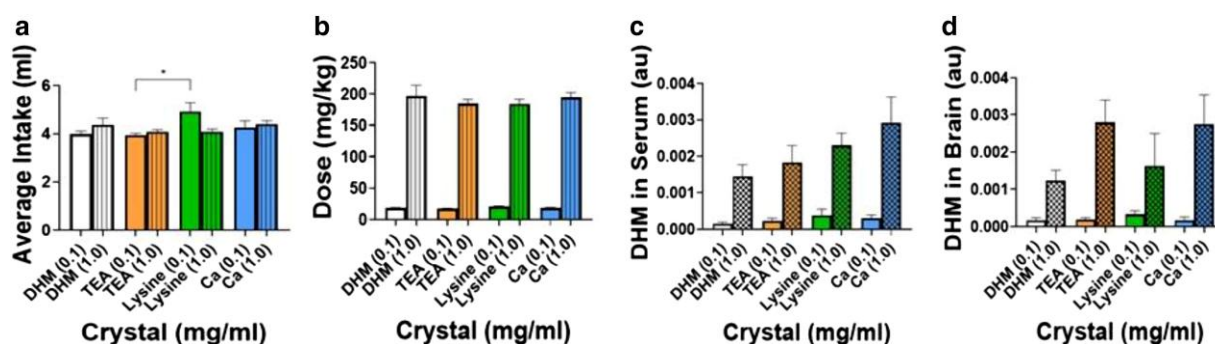 a
b
c
d
Average Intake (ml)
6
4
2
0
*
DHM (0.1)
DHM (1.0)
TEA (0.1)
TEA (1.0)
Lysine (0.1)
Lysine (1.0)
Ca (0.1)
Ca (1.0)
Crystal (mg/ml)
Dose (mg/kg)
250
200
150
100
50
0
DHM (0.1)
DHM (1.0)
TEA (0.1)
TEA (1.0)
Lysine (0.1)
Lysine (1.0)
Ca (0.1)
Ca (1.0)
Crystal (mg/ml)
DHM in Serum (au)
0.004
0.003
0.002
0.001
0.000
DHM (0.1)
DHM (1.0)
TEA (0.1)
TEA (1.0)
Lysine (0.1)
Lysine (1.0)
Ca (0.1)
Ca (1.0)
Crystal (mg/ml)
DHM in Brain (au)
0.004
0.003
0.002
0.001
0.000
DHM (0.1)
DHM (1.0)
TEA (0.1)
TEA (1.0)
Lysine (0.1)
Lysine (1.0)
Ca (0.1)
Ca (1.0)
Crystal (mg/ml)